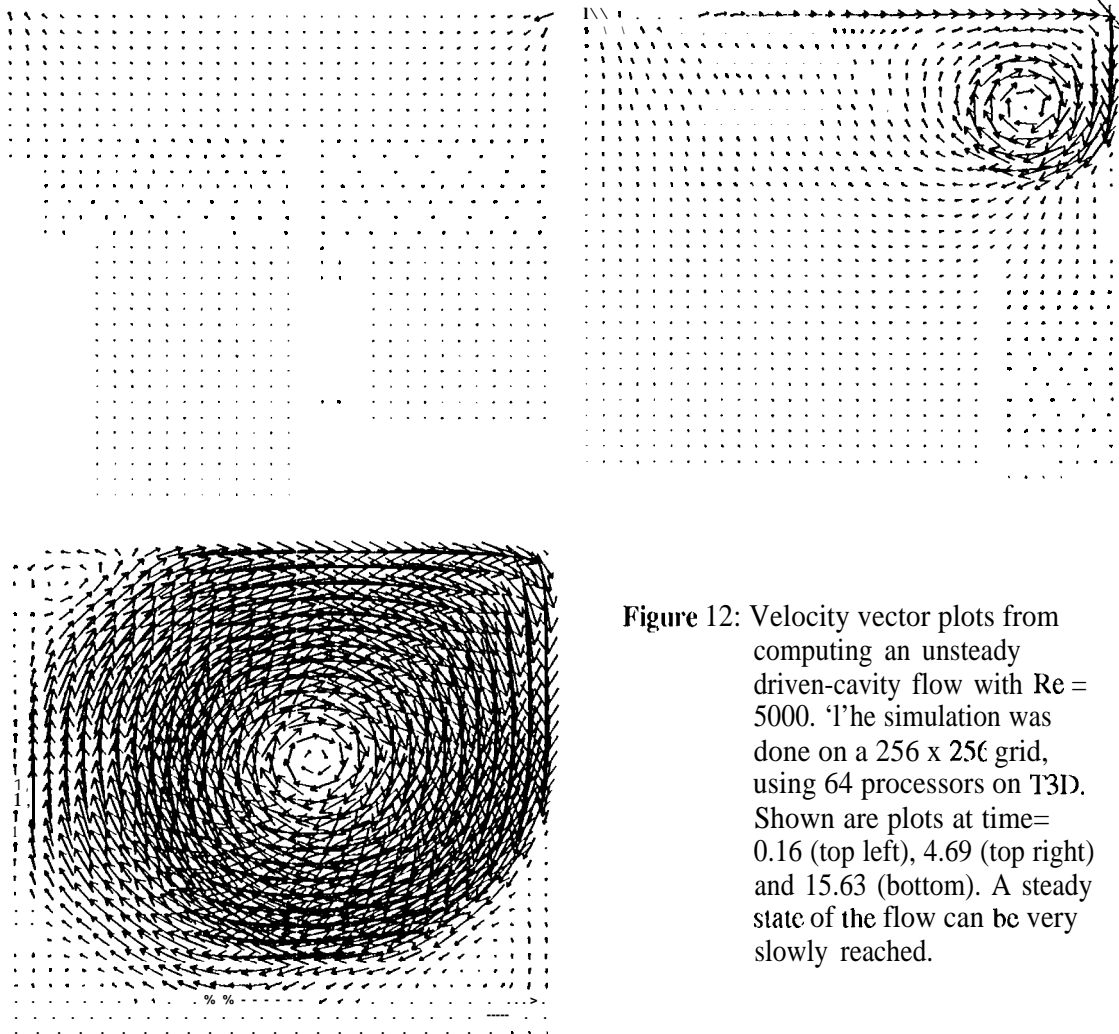 Figure 12: Velocity vector plots from
computing an unsteady
driven-cavity flow with Re =
5000. ‘l’he simulation was
done on a 256 x 256 grid,
using 64 processors on T3D.
Shown are plots at time=
0.16 (top left), 4.69 (top right)
and 15.63 (bottom). A steady
state of the flow can be very
slowly reached.